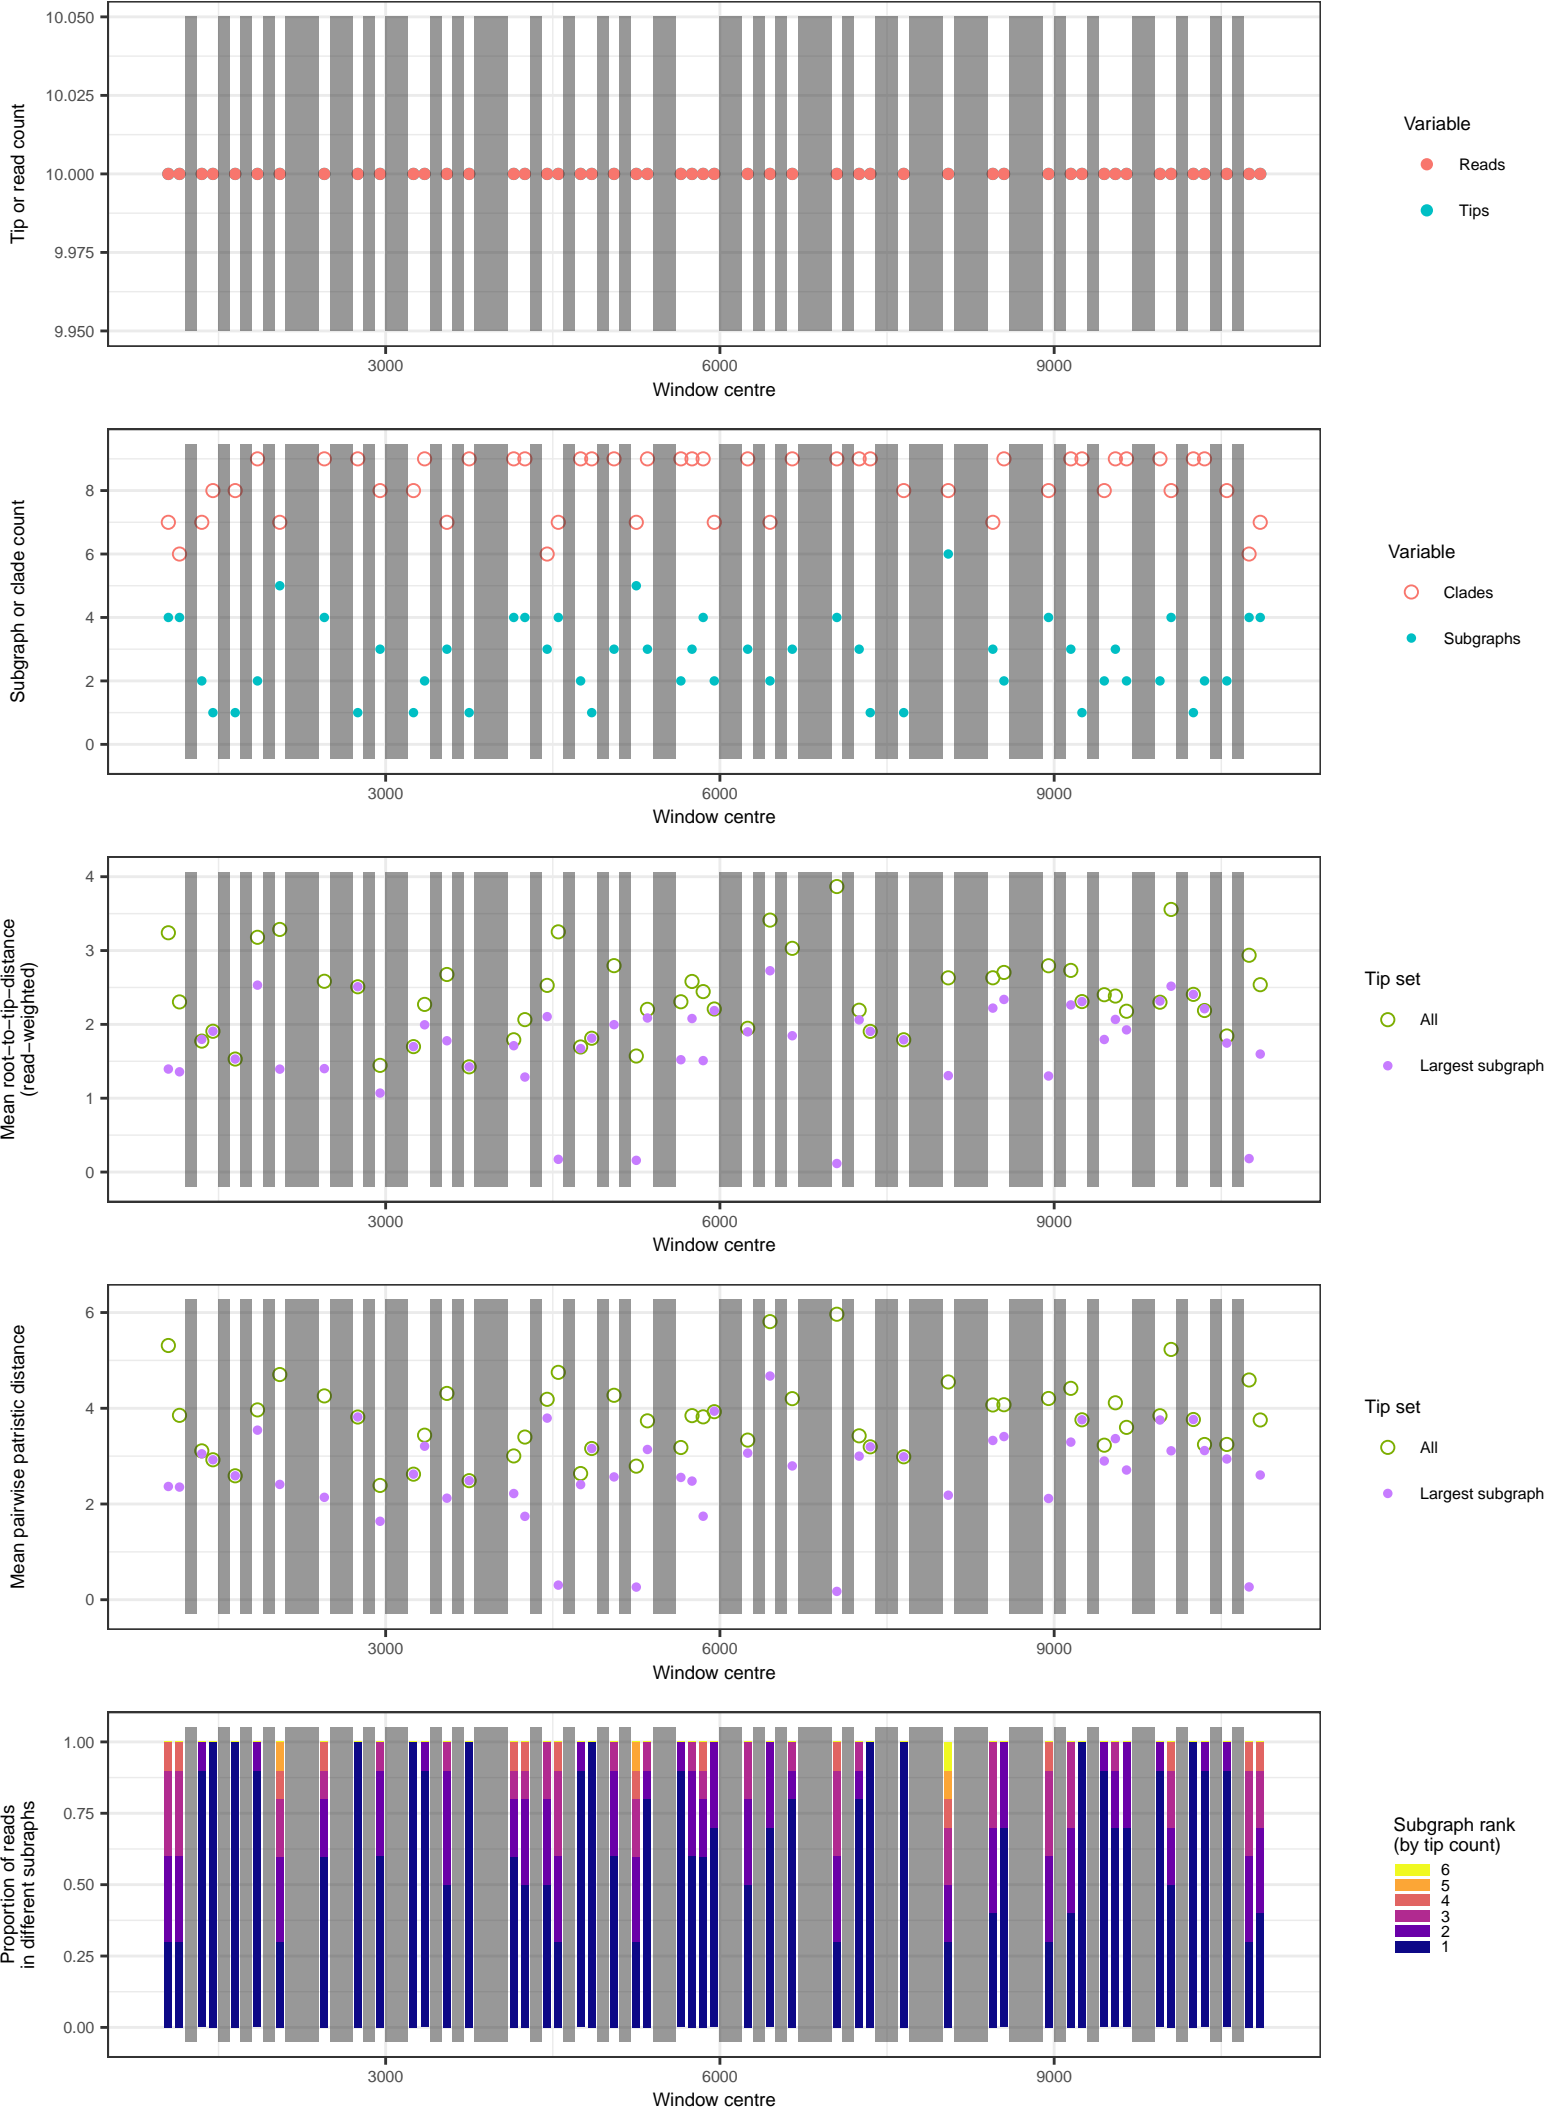 10.050
10.025
10.000
9.975
9.950
Tip or read count
3000 6000 9000
Window centre
Variable
Reads
Tips
8
6
4
2
0
Subgraph or clade count
3000 6000 9000
Window centre
Variable
Clades
Subgraphs
4
3
2
1
0
Mean root−to−tip−distance
(read−weighted)
3000 6000 9000
Window centre
Tip set
All
Largest subgraph
6
4
2
0
Mean pairwise patristic distance
3000 6000 9000
Window centre
Tip set
All
Largest subgraph
1.00
0.75
0.50
0.25
0.00
Proportion of reads
in different subraphs
3000 6000 9000
Window centre
Subgraph rank
(by tip count)
6
5
4
3
2
1